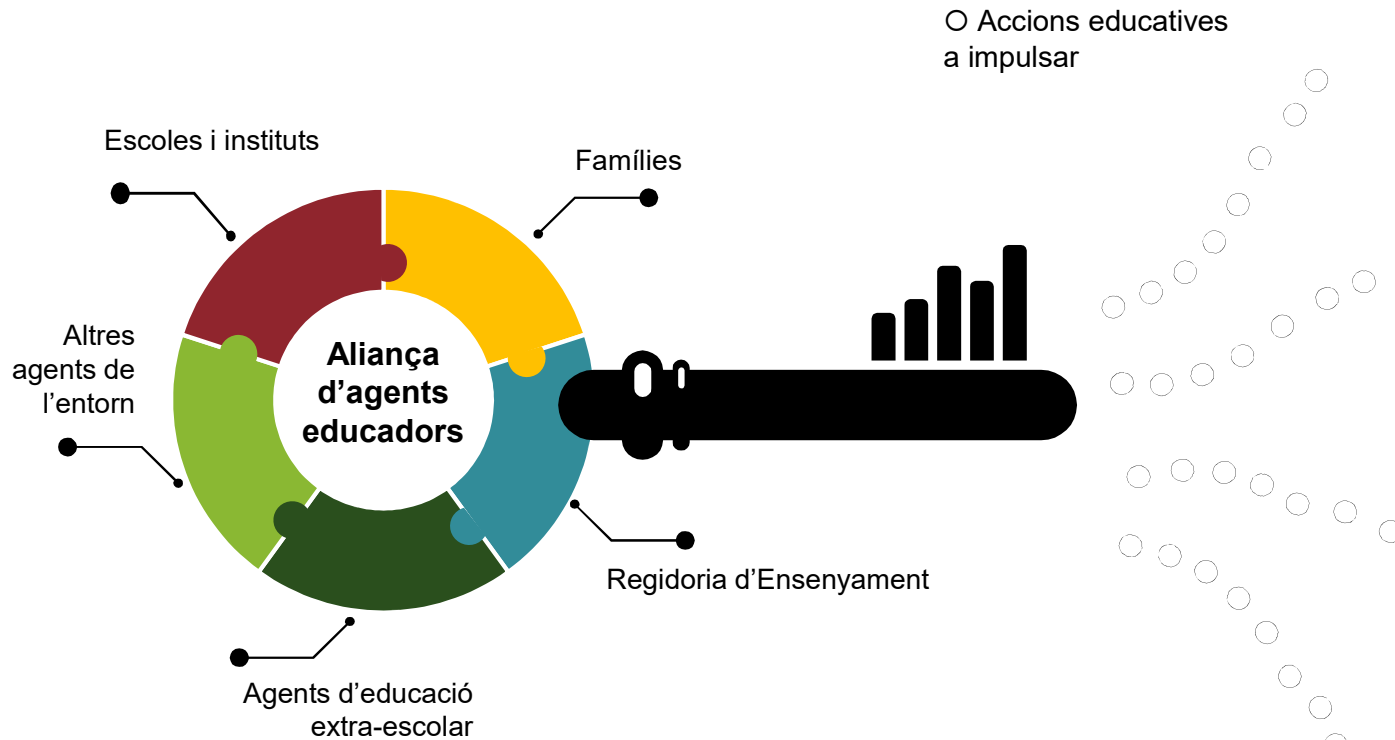 O Accions educatives
a impulsar
Escoles i instituts
Famílies
Altres
agents de
l’entorn
Aliança
d’agents
educadors
Regidoria d’Ensenyament
Agents d’educació
extra-escolar